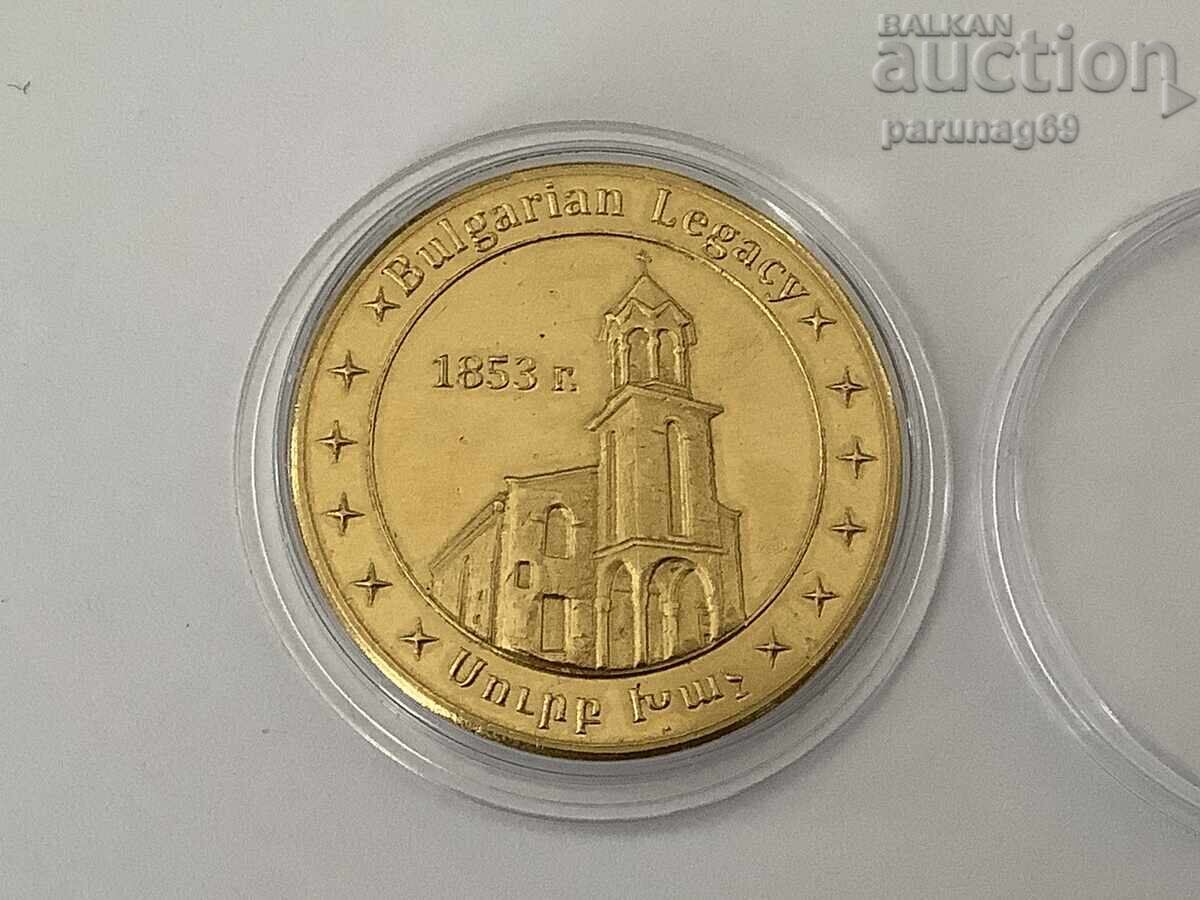 BALKAN
auction
parunag69
Bulgarian Legacy
1853 г.
Սուրբ Խաչ